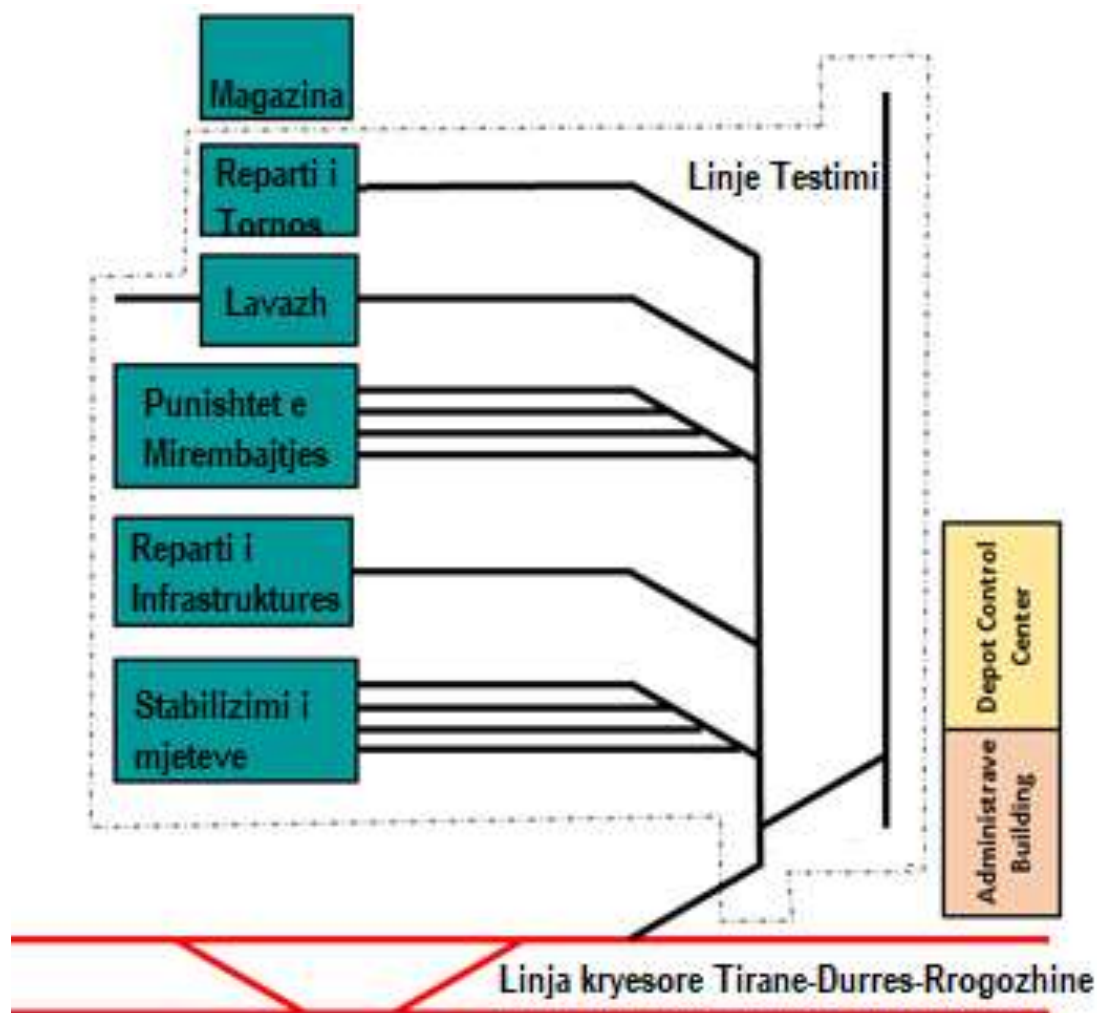 Magazina
Reparti i
Tornos
Linje Testimi
Lavazh
Punishtet e
Mirembajtjes
Reparti i
Infrastruktures
Stabilizimi i
mjeteve
Depot Control
Center
Administrave
Building
Linja kryesore Tirane-Durres-Rrogozhine